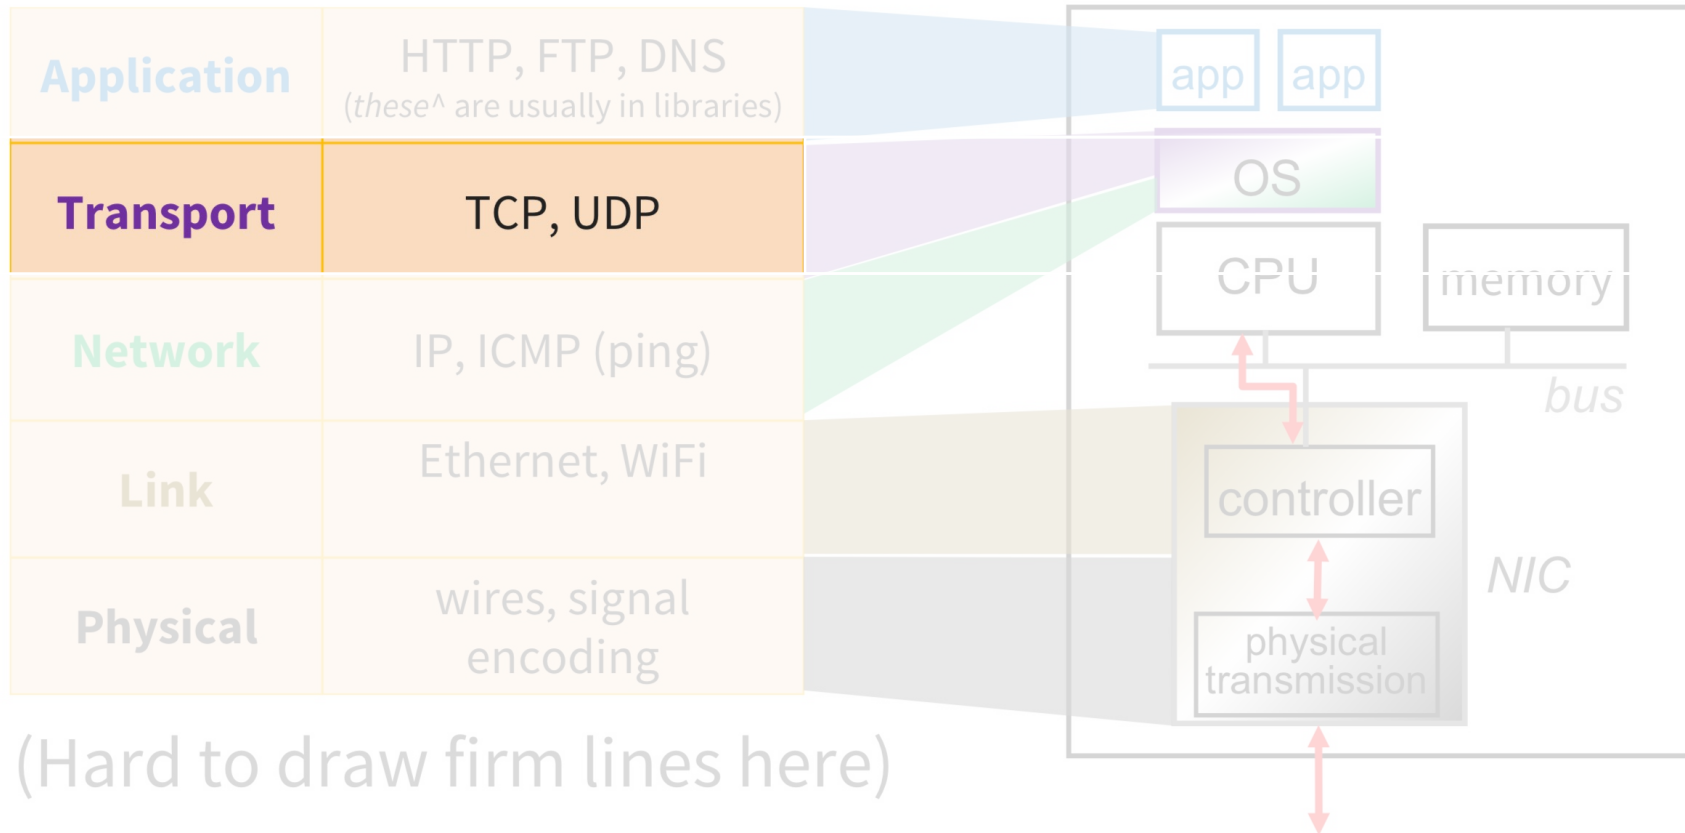 Application
HTTP, FTP, DNS
(these^ are usually in libraries)
Transport
TCP, UDP
Network
IP, ICMP (ping)
Link
Ethernet, WiFi
Physical
wires, signal
encoding
(Hard to draw firm lines here)
app
app
OS
CPU
memory
bus
controller
NIC
physical
transmission